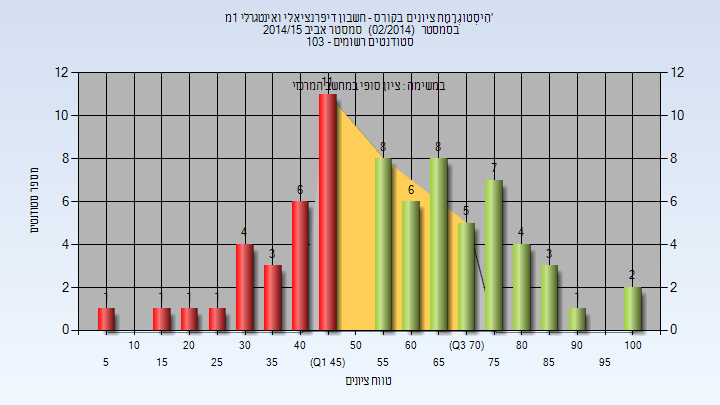 הִיסְטוֹגְרָמַת ציונים בקורס - חשבון דיפרנציאלי ואינטגרלי 1מ'
בסמסטר (02/2014) סמסטר אביב 2014/15
סטודנטים רשומים - 103
במשימה : ציון סופי במחשב המרכזי
12 12
10 10
8 8
6 6
4 4
2 2
0 0
מספר סטודנטים
1 1 1 1 4 3 6 11 8 6 8 5 7 4 3 1 2
10 20 30 40 50 60 (Q3 70) 80 90 100
5 15 25 35 (Q1 45) 55 65 75 85 95
טווח ציונים